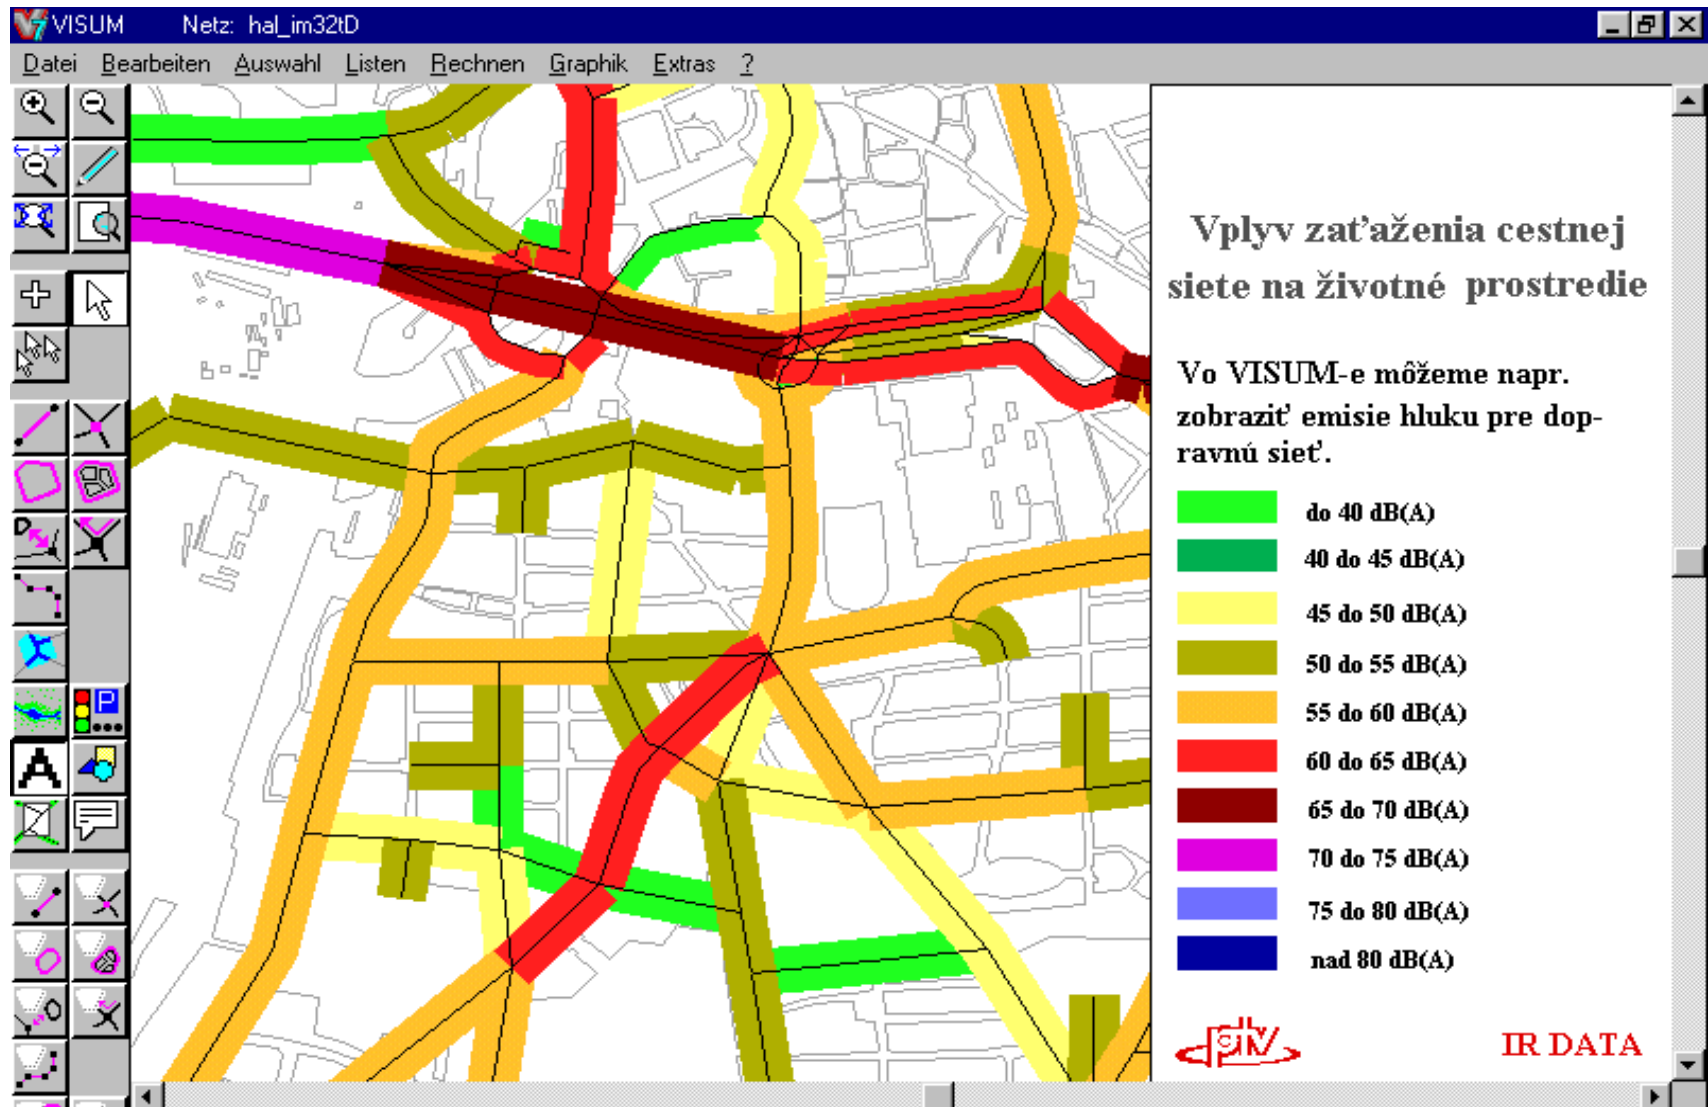 VISUM Netz: hal_im32tD
Datei Bearbeiten Auswahl Listen Rechnen Graphik Extras ?
Vplyv zaťaženia cestnej
siete na životné prostredie
Vo VISUM-e môžeme napr.
zobraziť emisie hluku pre dop-
ravnú sieť.
do 40 dB(A)
40 do 45 dB(A)
45 do 50 dB(A)
50 do 55 dB(A)
55 do 60 dB(A)
60 do 65 dB(A)
65 do 70 dB(A)
70 do 75 dB(A)
75 do 80 dB(A)
nad 80 dB(A)
ptv
IR DATA